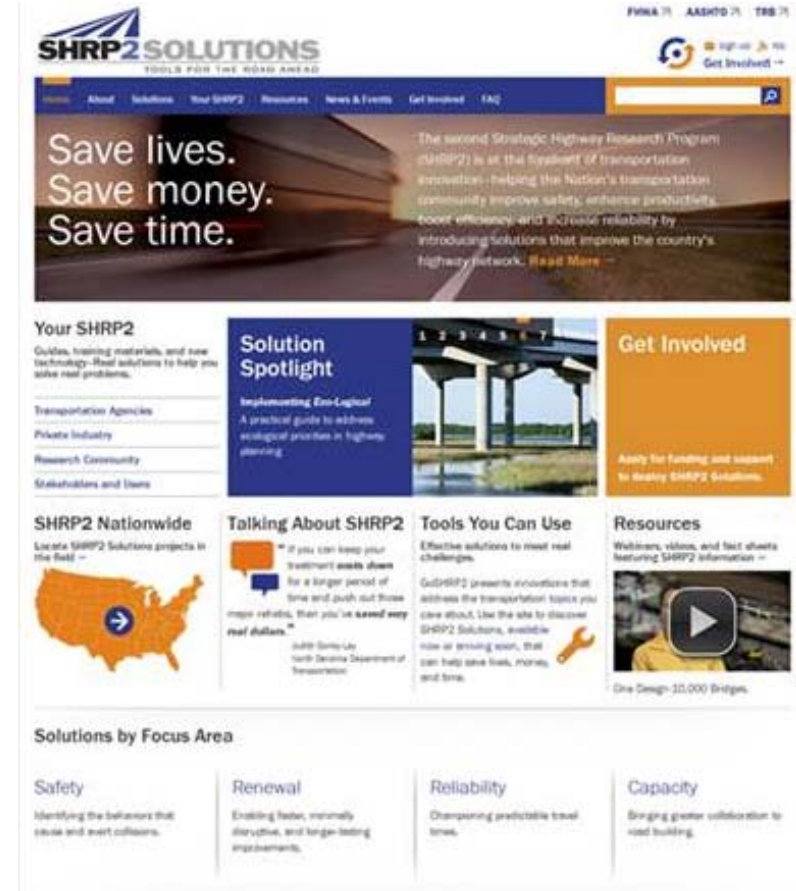 FHWA AASHTO TRB
SHRP2SOLUTIONS
TOOLS FOR THE ROAD AHEAD
Sign up
Get Involved →
Home About Solutions Your SHRP2 Resources News & Events Get Involved FAQ
Save lives.
Save money.
Save time.
The second Strategic Highway Research Program
(SHRP2) is at the forefront of transportation
innovation–helping the Nation's transportation
community improve safety, enhance productivity,
boost efficiency, and increase reliability by
introducing solutions that improve the country's
highway network. Read More →
Your SHRP2
Guides, training materials, and new
technology–Real solutions to help you
solve real problems.
Transportation Agencies
Private Industry
Research Community
Stakeholders and Users
Solution
Spotlight
Implementing Eco-Logical
A practical guide to address
ecological priorities in highway
planning
1 2 3 4 5 6 7
Get Involved
Apply for funding and support
to deploy SHRP2 Solutions.
SHRP2 Nationwide
Locate SHRP2 Solutions projects in
the field →
Talking About SHRP2
" If you can keep your
treatment costs down
for a longer period of
time and push out those
major rehabs, then you've saved very
real dollars."
Judith
North Carolina Department of
Transportation
Tools You Can Use
Effective solutions to meet real
challenges.
GoSHRP2 presents innovations that
address the transportation topics you
care about. Use the site to discover
SHRP2 Solutions, available
now or arriving soon, that
can help save lives, money,
and time.
Resources
Webinars, videos, and fact sheets
featuring SHRP2 information →
One Design 10,000 Bridges.
Solutions by Focus Area
Safety
Identifying the behaviors that
cause and avert collisions.
Renewal
Enabling faster, minimally
disruptive, and longer-lasting
improvements.
Reliability
Championing predictable travel
times.
Capacity
Bringing greater collaboration to
road building.